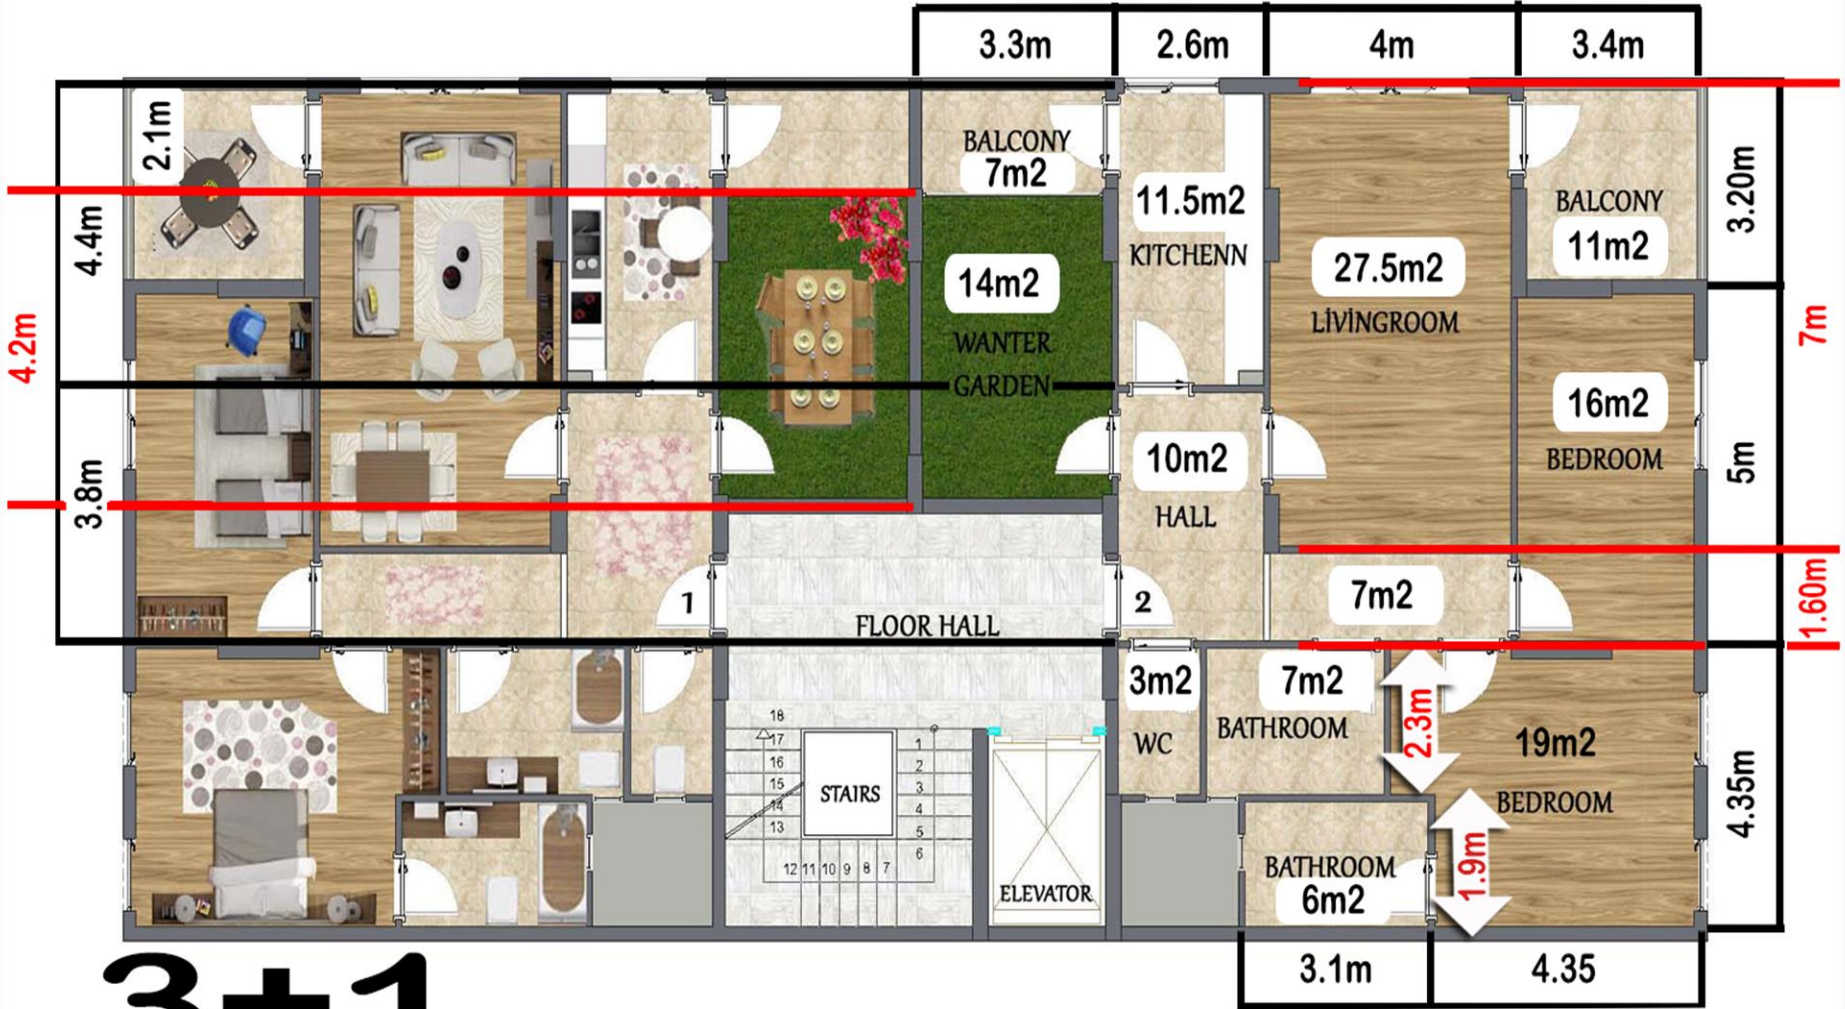 3.3m 2.6m 4m 3.4m
2.1m
BALCONY
7m2
3.20m
11.5m2
BALCONY
4.4m
KITCHENN
11m2
27.5m2
14m2
LİVİNGROOM
7m
4.2m
WANTER
GARDEN
16m2
BEDROOM
10m2
5m
3.8m
HALL
1
2
7m2
1.60m
FLOOR HALL
3m2
7m2
BATHROOM
WC
2.3m
19m2
BEDROOM
4.35m
18
17
16
15
14
13
12 11 10 9 8 7
1
2
3
4
5
6
STAIRS
ELEVATOR
BATHROOM
6m2
1.9m
3.1m 4.35
3+1